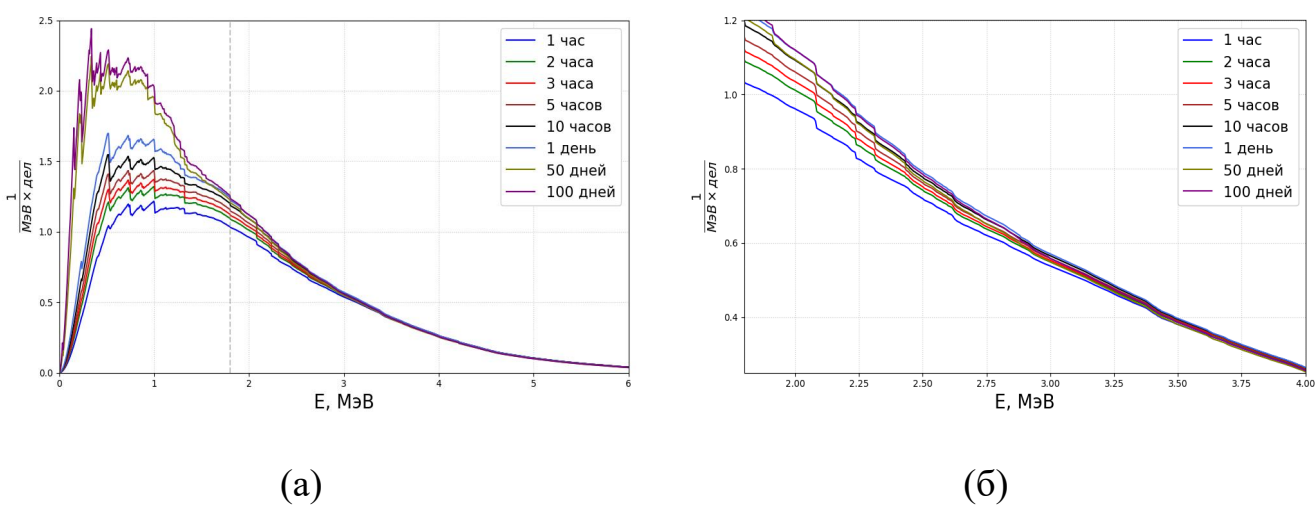 2.5
2.0
1.5
1.0
0.5
0.0
1
МэВ × дел
0 1 2 3 4 5 6
E, МэВ
1 час
2 часа
3 часа
5 часов
10 часов
1 день
50 дней
100 дней
(а)
1.2
1.0
0.8
0.6
0.4
1
МэВ × дел
2.00 2.25 2.50 2.75 3.00 3.25 3.50 3.75 4.00
E, МэВ
1 час
2 часа
3 часа
5 часов
10 часов
1 день
50 дней
100 дней
(б)